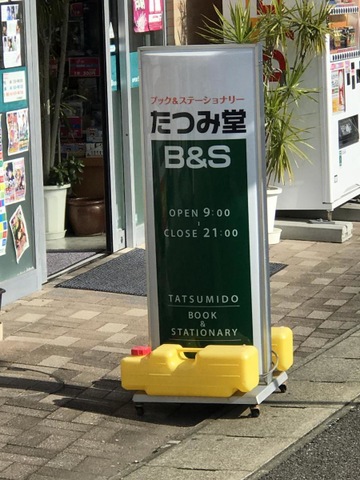 ブック&ステーショナリー
たつみ堂
B&S
OPEN 9:00
CLOSE 21:00
TATSUMIDO
BOOK
&
STATIONARY